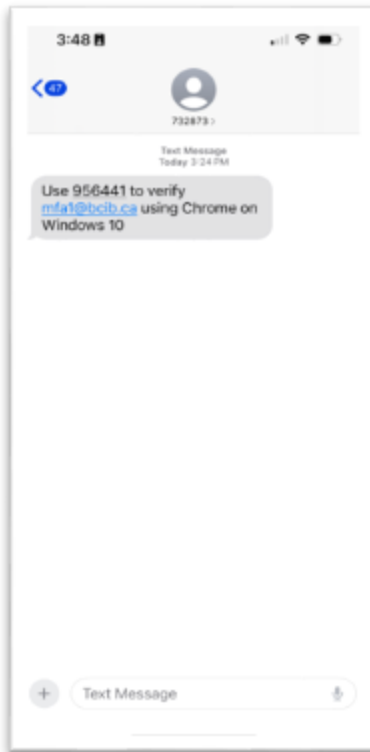 3:48
47
732873 >
Text Message
Today 3:24 PM
Use 956441 to verify
mfa1@bcib.ca using Chrome on
Windows 10
Text Message